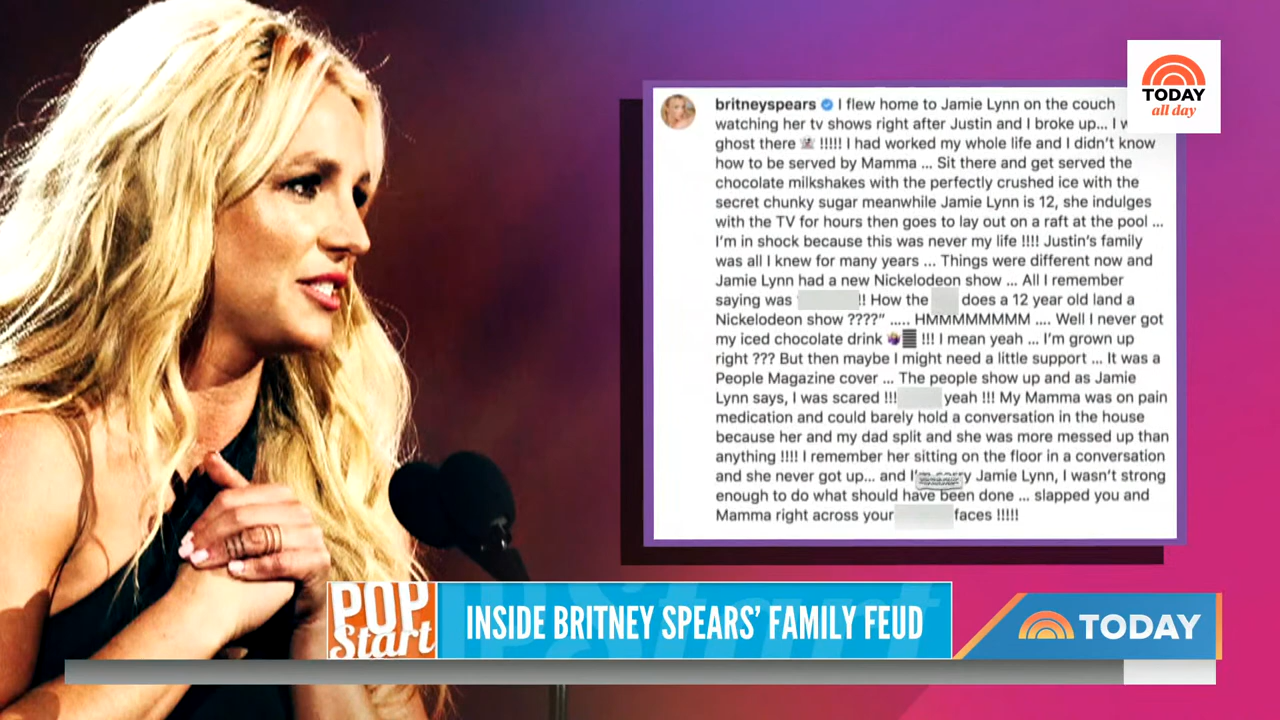 TODAY
all day
britneyspears I flew home to Jamie Lynn on the couch
watching her tv shows right after Justin and I broke up... I
ghost there !!!!! I had worked my whole life and I didn't know
how to be served by Mamma ... Sit there and get served the
chocolate milkshakes with the perfectly crushed ice with the
secret chunky sugar meanwhile Jamie Lynn is 12, she indulges
with the TV for hours then goes to lay out on a raft at the pool ...
I'm in shock because this was never my life !!!! Justin's family
was all I knew for many years ... Things were different now and
Jamie Lynn had a new Nickelodeon show ... All I remember
saying was !! How the does a 12 year old land a
Nickelodeon show ????" ..... HMMMMMMMM .... Well I never got
my iced chocolate drink !!! I mean yeah ... I'm grown up
right ??? But then maybe I might need a little support ... It was a
People Magazine cover ... The people show up and as Jamie
Lynn says, I was scared !!! yeah !!! My Mamma was on pain
medication and could barely hold a conversation in the house
because her and my dad split and she was more messed up than
anything !!!! I remember her sitting on the floor in a conversation
and she never got up... and Jamie Lynn, I wasn't strong
enough to do what should have been done ... slapped you and
Mamma right across your faces !!!!!
POP
Start
INSIDE BRITNEY SPEARS' FAMILY FEUD
TODAY